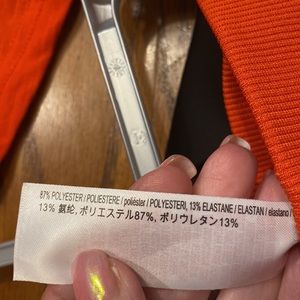 87% POLYESTER / POLIESTERE / poliéster / POLYESTERI, 13% ELASTANE / ELASTAN / elastano /
13% 氨纶, ポリエステル87%, ポリウレタン13%